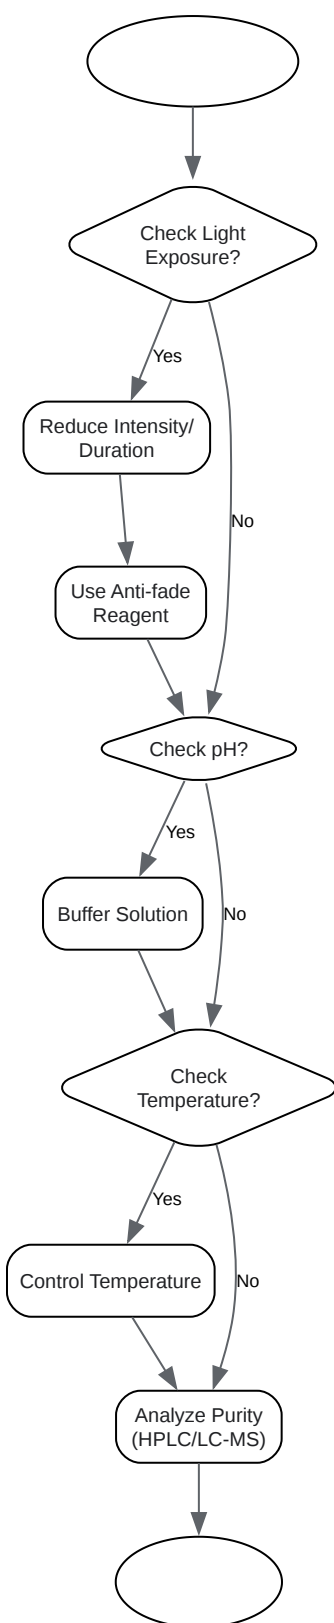 Check Light
Exposure?
Yes
Reduce Intensity/
Duration
No
Use Anti-fade
Reagent
Check pH?
Yes
Buffer Solution
No
Check
Temperature?
Yes
Control Temperature
No
Analyze Purity
(HPLC/LC-MS)